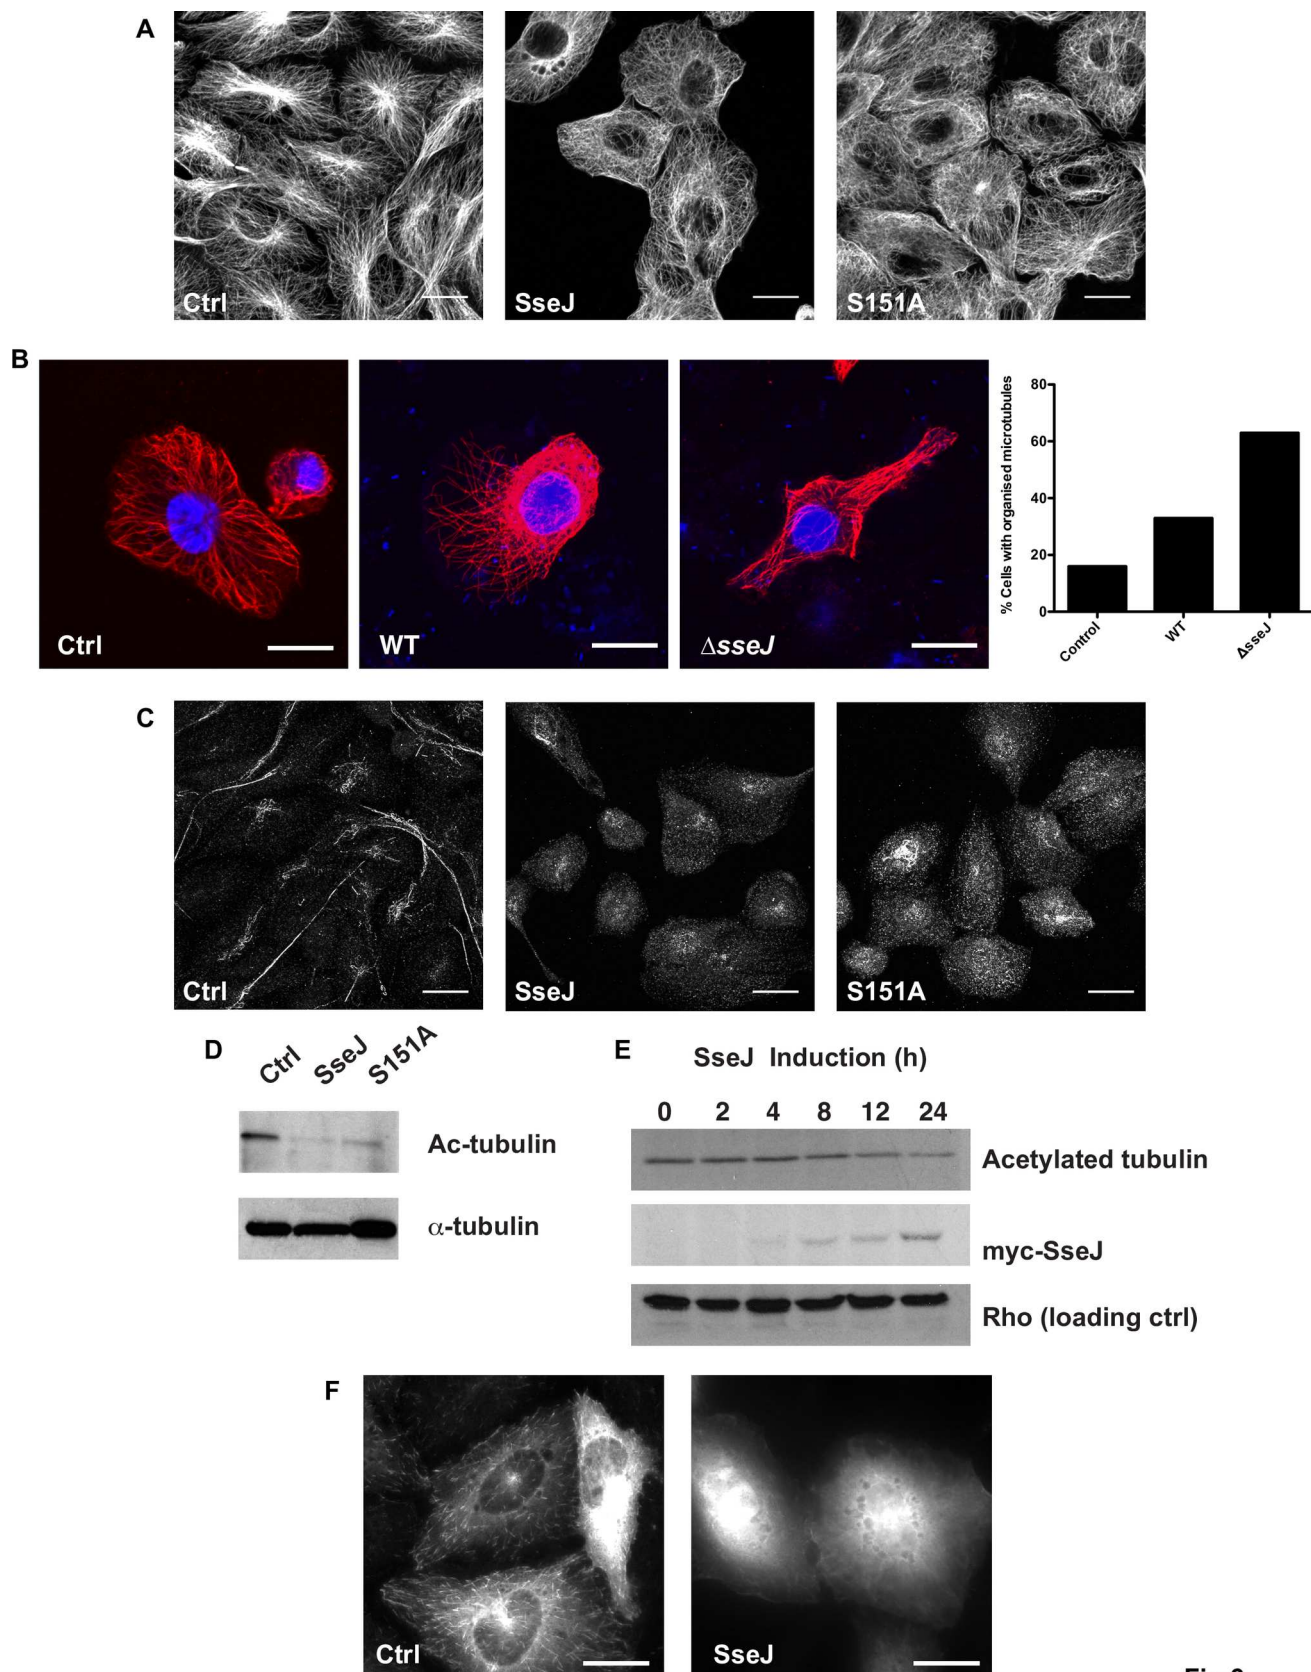 A
Ctrl
SseJ
S151A
B
Ctrl
WT
ΔsseJ
% Cells with organised microtubules
80
60
40
20
0
Control
WT
ΔsseJ
C
Ctrl
SseJ
S151A
D
Ctrl
SseJ
S151A
Ac-tubulin
α-tubulin
E
SseJ Induction (h)
0 2 4 8 12 24
Acetylated tubulin
myc-SseJ
Rho (loading ctrl)
F
Ctrl
SseJ